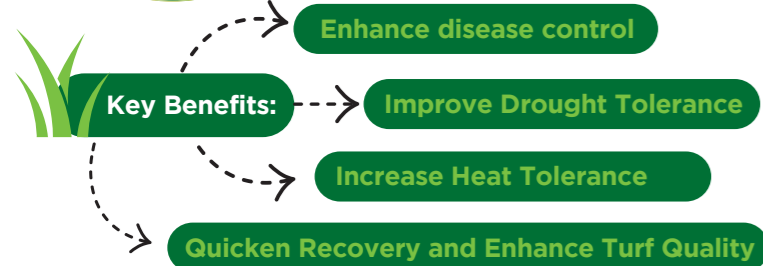 Enhance disease control
Key Benefits:
Improve Drought Tolerance
Increase Heat Tolerance
Quicken Recovery and Enhance Turf Quality